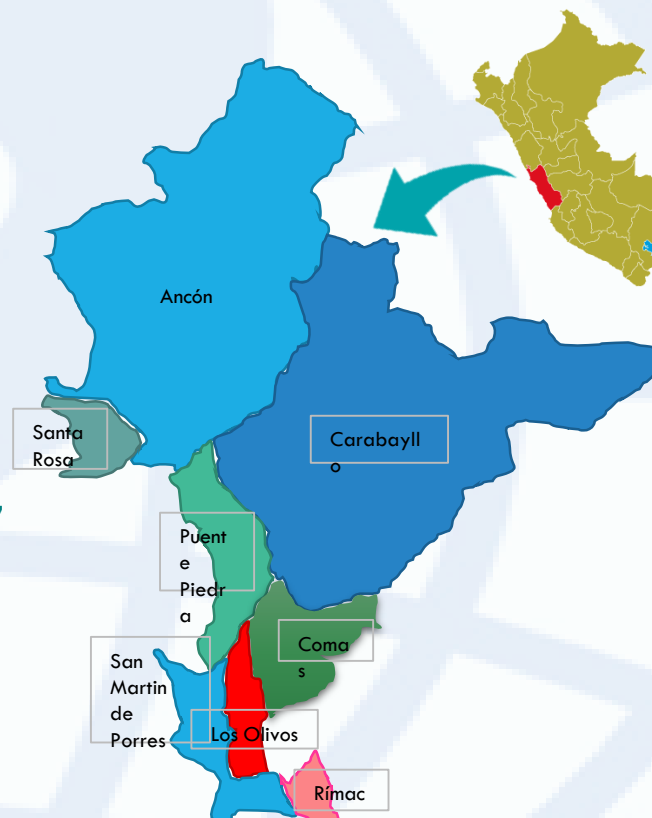 Ancón
Santa
Rosa
Carabayll
o
Puent
e
Piedr
a
Coma
s
San
Martin
de
Porres
Los Olivos
Rímac